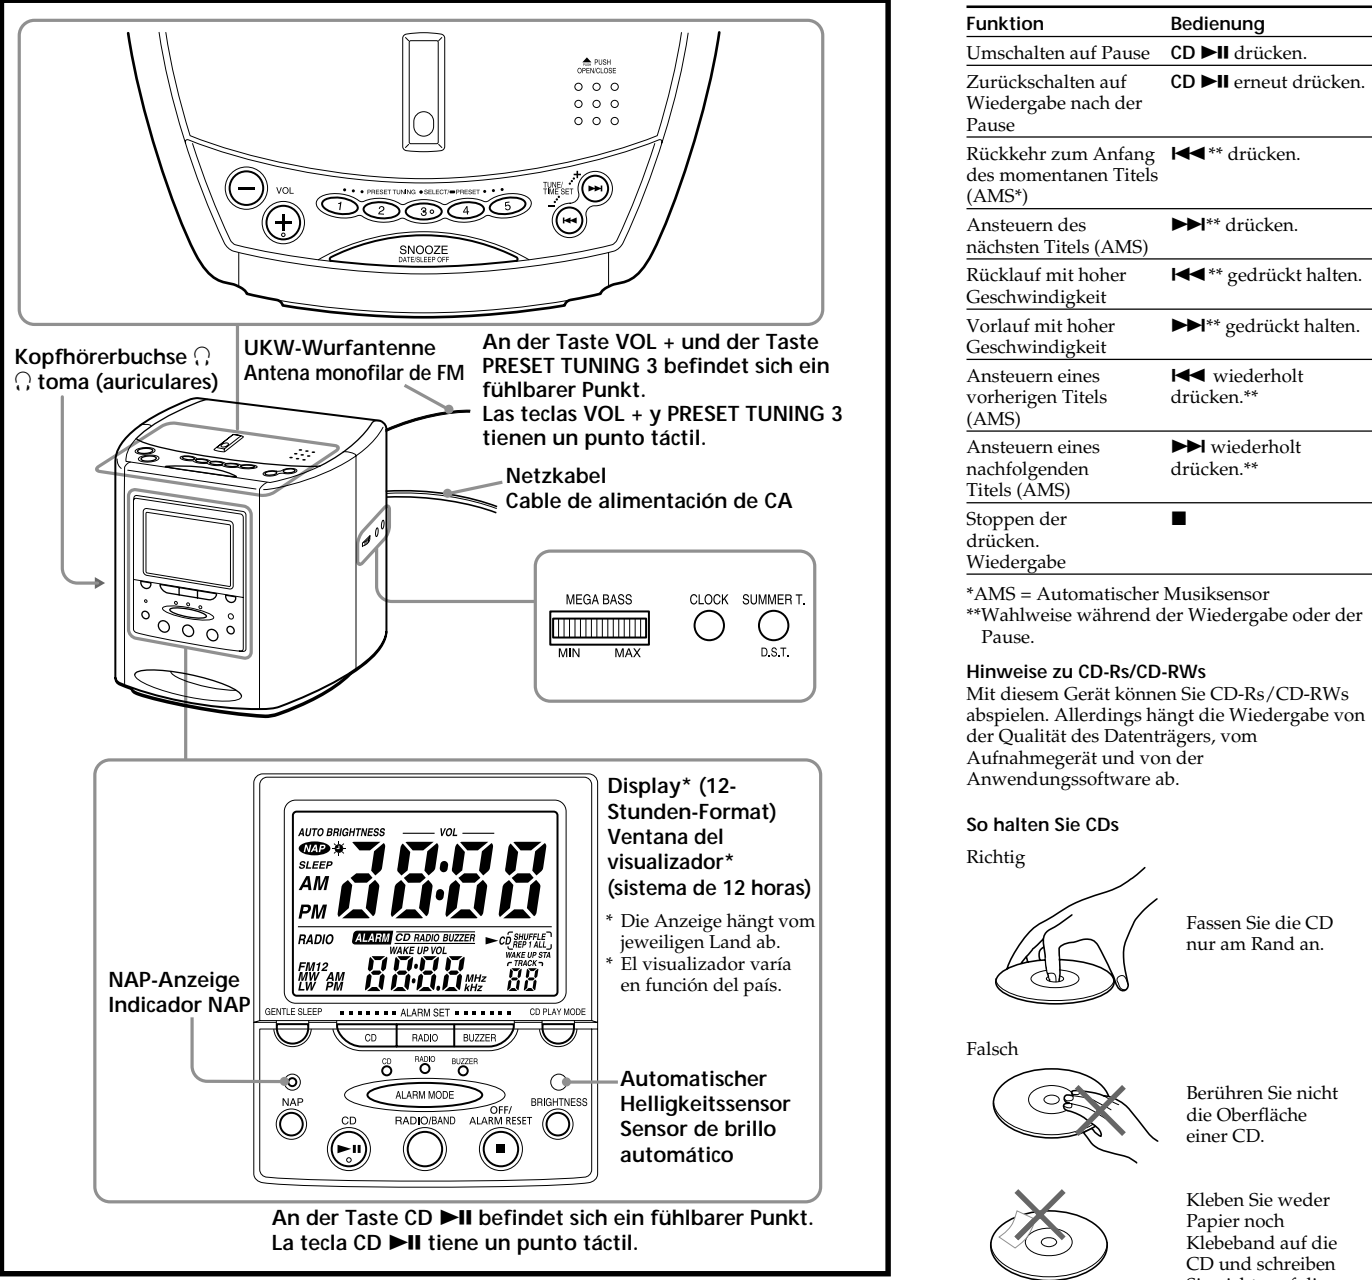 PUSH
OPEN/CLOSE
VOL
PRESET TUNING • SELECT/ PRESET
1 2 3 4 5
TUNE/
TIME SET
+
−
SNOOZE
DATE/SLEEP OFF
Kopfhörerbuchse
toma (auriculares)
UKW-Wurfantenne
Antena monofilar de FM
An der Taste VOL + und der Taste
PRESET TUNING 3 befindet sich ein
fühlbarer Punkt.
Las teclas VOL + y PRESET TUNING 3
tienen un punto táctil.
Netzkabel
Cable de alimentación de CA
MEGA BASS
MIN MAX
CLOCK
SUMMER T.
D.S.T.
AUTO BRIGHTNESS
VOL
NAP
SLEEP
AM
PM
28:88
RADIO
ALARM CD RADIO BUZZER
WAKE UP VOL
►CD SHUFFLE
REP 1 ALL
WAKE UP STA
TRACK
FM12
MW AM
LW PM
88:8.8
MHz
kHz
88
Display* (12-
Stunden-Format)
Ventana del
visualizador*
(sistema de 12 horas)
* Die Anzeige hängt vom
jeweiligen Land ab.
* El visualizador varía
en función del país.
NAP-Anzeige
Indicador NAP
GENTLE SLEEP
ALARM SET
CD PLAY MODE
CD RADIO BUZZER
CD RADIO BUZZER
ALARM MODE
NAP
CD
►II
RADIO/BAND
OFF/
ALARM RESET
■
BRIGHTNESS
Automatischer
Helligkeitssensor
Sensor de brillo
automático
An der Taste CD ►II befindet sich ein fühlbarer Punkt.
La tecla CD ►II tiene un punto táctil.
Funktion Bedienung
Umschalten auf Pause CD ►II drücken.
Zurückschalten auf CD ►II erneut drücken.
Wiedergabe nach der
Pause
Rückkehr zum Anfang I◄◄** drücken.
des momentanen Titels
(AMS*)
Ansteuern des ►►I** drücken.
nächsten Titels (AMS)
Rücklauf mit hoher I◄◄** gedrückt halten.
Geschwindigkeit
Vorlauf mit hoher ►►I** gedrückt halten.
Geschwindigkeit
Ansteuern eines I◄◄ wiederholt
vorherigen Titels drücken.**
(AMS)
Ansteuern eines ►►I wiederholt
nachfolgenden drücken.**
Titels (AMS)
Stoppen der ■
drücken.
Wiedergabe
*AMS = Automatischer Musiksensor
**Wahlweise während der Wiedergabe oder der
Pause.
Hinweise zu CD-Rs/CD-RWs
Mit diesem Gerät können Sie CD-Rs/CD-RWs
abspielen. Allerdings hängt die Wiedergabe von
der Qualität des Datenträgers, vom
Aufnahmegerät und von der
Anwendungssoftware ab.
So halten Sie CDs
Richtig
Fassen Sie die CD
nur am Rand an.
Falsch
Berühren Sie nicht
die Oberfläche
einer CD.
Kleben Sie weder
Papier noch
Klebeband auf die
CD und schreiben